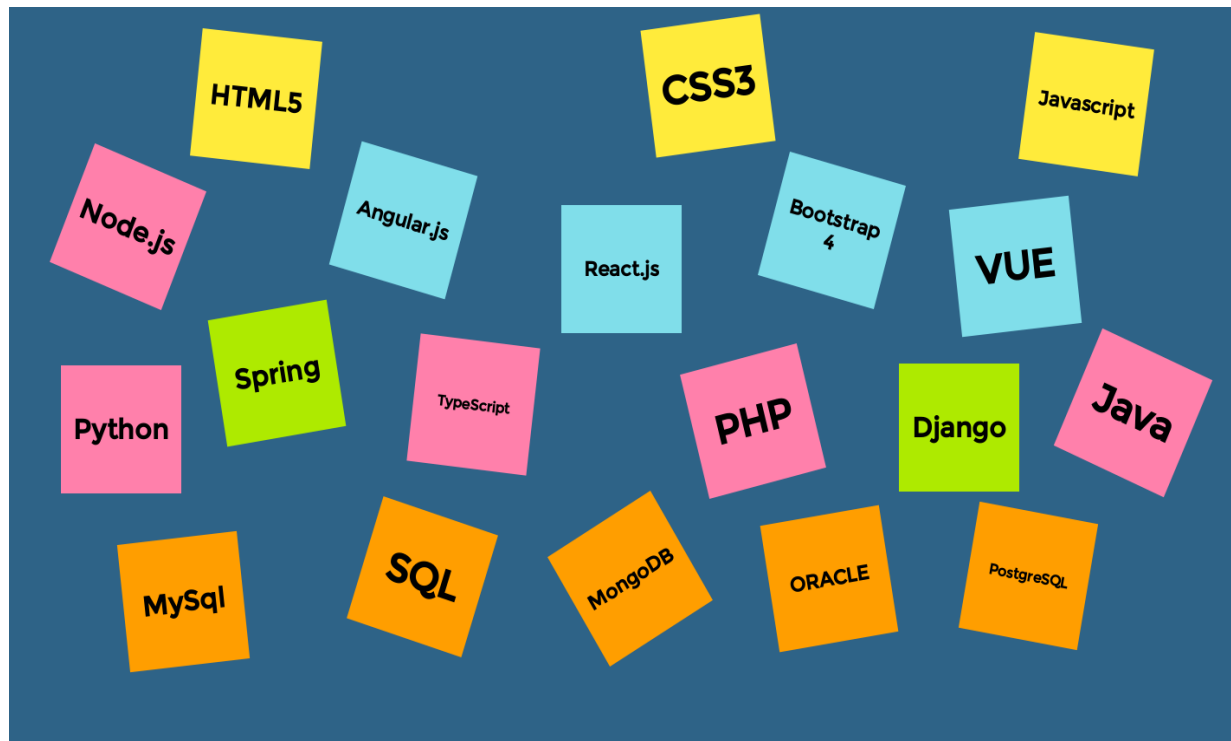 HTML5
CSS3
Javascript
Node.js
Angular.js
React.js
Bootstrap
4
VUE
Spring
Python
TypeScript
PHP
Django
Java
MySql
SQL
MongoDB
ORACLE
PostgreSQL